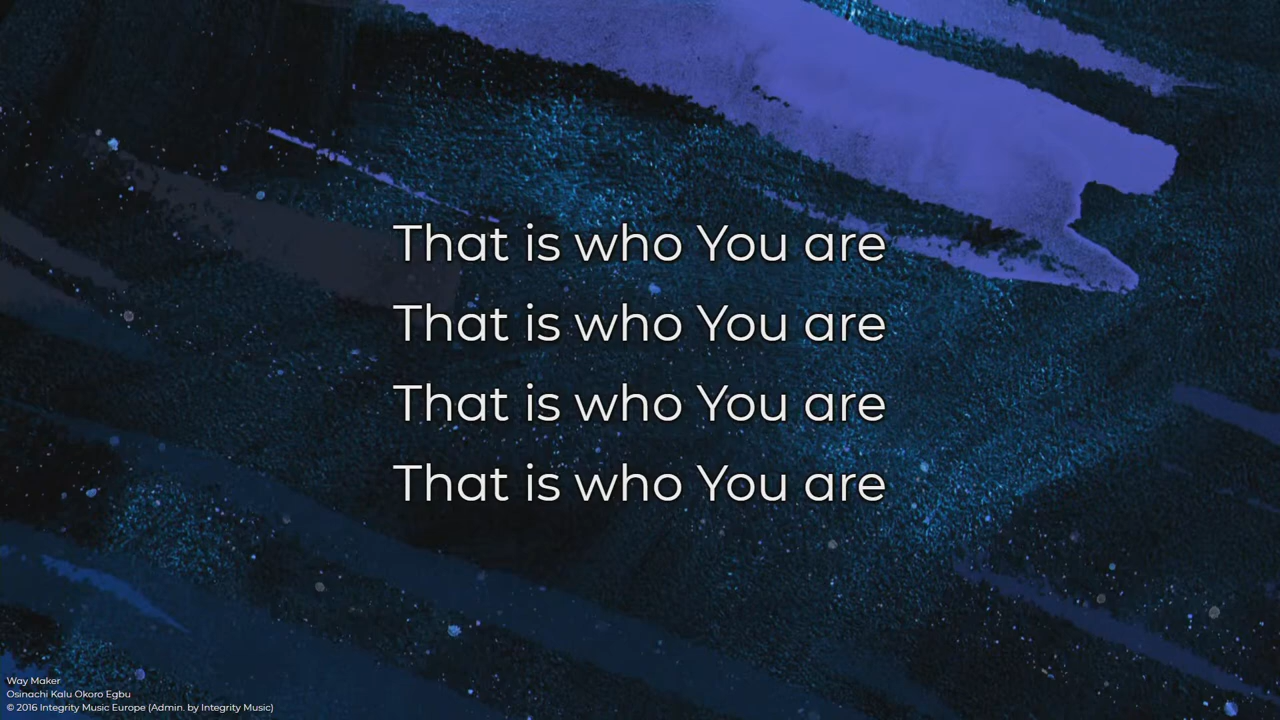 That is who You are
That is who You are
That is who You are
That is who You are
Way Maker
Osinachi Kalu Okoro Egbu
© 2016 Integrity Music Europe (Admin. by Integrity Music)